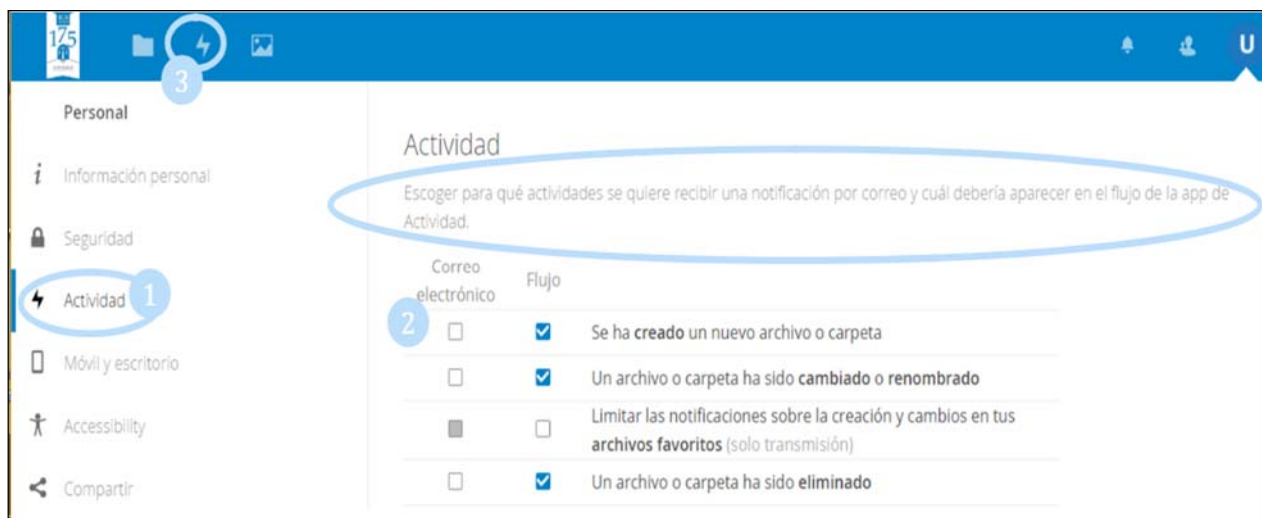 175
3
U
Personal
Información personal
Seguridad
Actividad 1
Móvil y escritorio
Accessibility
Compartir
Actividad
Escoger para qué actividades se quiere recibir una notificación por correo y cuál debería aparecer en el flujo de la app de
Actividad.
Correo
electrónico
Flujo
2
Se ha creado un nuevo archivo o carpeta
Un archivo o carpeta ha sido cambiado o renombrado
Limitar las notificaciones sobre la creación y cambios en tus
archivos favoritos (solo transmisión)
Un archivo o carpeta ha sido eliminado